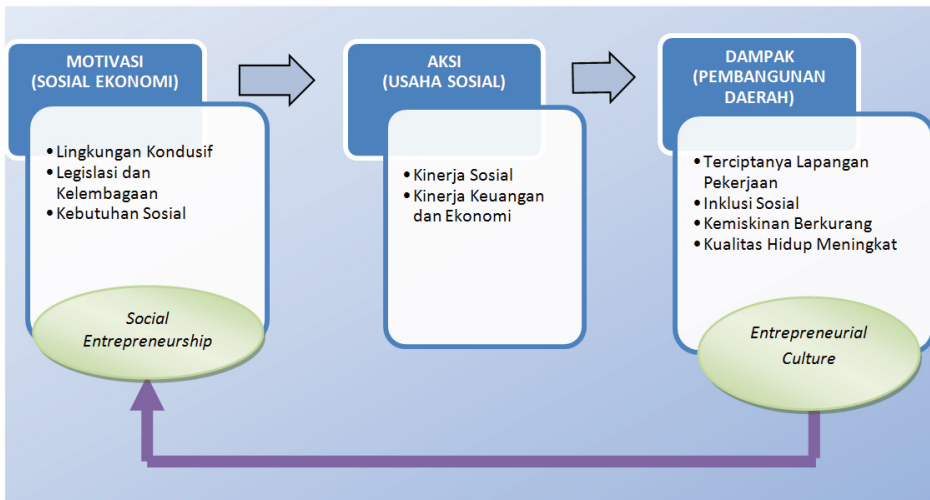 MOTIVASI
(SOSIAL EKONOMI)
• Lingkungan Kondusif
• Legislasi dan
Kelembagaan
• Kebutuhan Sosial
Social
Entrepreneurship
AKSI
(USAHA SOSIAL)
• Kinerja Sosial
• Kinerja Keuangan
dan Ekonomi
DAMPAK
(PEMBANGUNAN
DAERAH)
• Terciptanya Lapangan
Pekerjaan
• Inklusi Sosial
• Kemiskinan Berkurang
• Kualitas Hidup Meningkat
Entrepreneurial
Culture